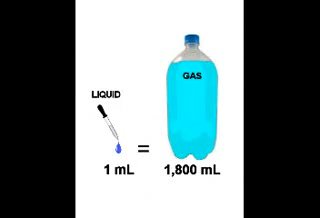 GAS
LIQUID
=
1 mL
1,800 mL